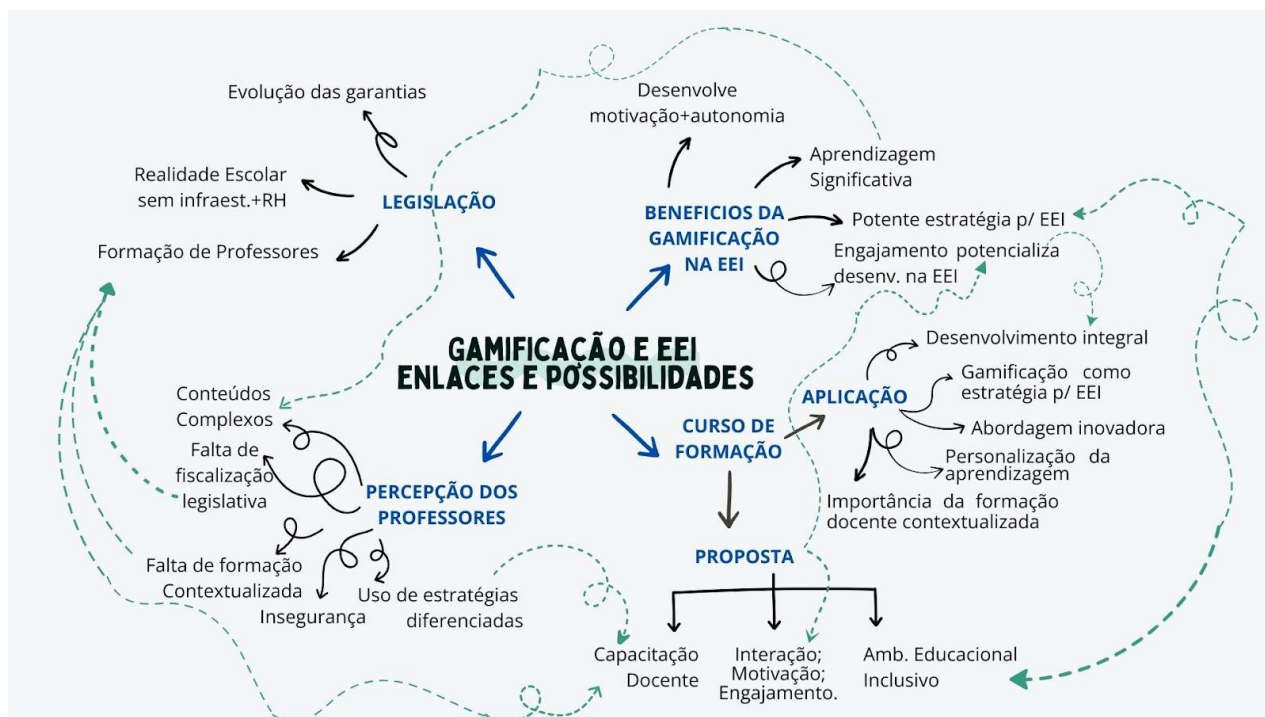 Evolução das garantias
Realidade Escolar
sem infraest.+RH
LEGISLAÇÃO
Formação de Professores
Desenvolve
motivação+autonomia
Aprendizagem
Significativa
BENEFICIOS DA
GAMIFICAÇÃO
NA EEI
Potente estratégia p/ EEI
Engajamento potencializa
desenv. na EEI
GAMIFICAÇÃO E EEI
ENLACES E POSSIBILIDADES
Conteúdos
Complexos
Falta de
fiscalização
legislativa
PERCEPÇÃO DOS
PROFESSORES
Falta de formação
Contextualizada
Insegurança
Uso de estratégias
diferenciadas
CURSO DE
FORMAÇÃO
APLICAÇÃO
Desenvolvimento integral
Gamificação como
estratégia p/ EEI
Abordagem inovadora
Personalização da
aprendizagem
Importância da formação
docente contextualizada
PROPOSTA
Capacitação
Docente
Interação;
Motivação;
Engajamento.
Amb. Educacional
Inclusivo